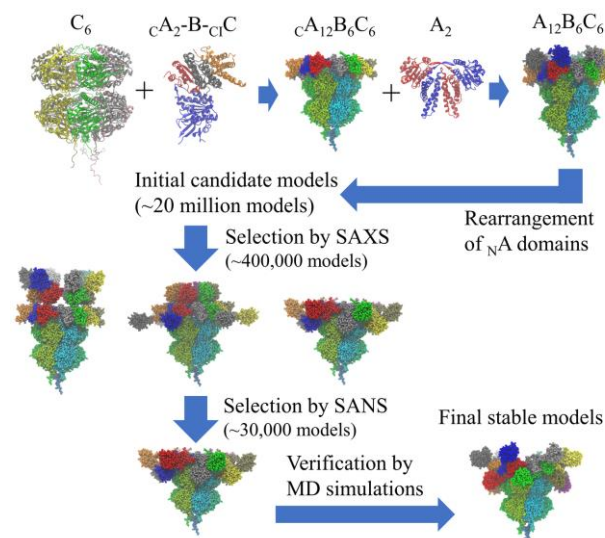 C₆
cA₂-B-CIC
cA₁₂B₆C₆
A₂
A₁₂B₆C₆
+
+
Initial candidate models
(~20 million models)
Rearrangement
of NA domains
Selection by SAXS
(~400,000 models)
Selection by SANS
(~30,000 models)
Final stable models
Verification by
MD simulations